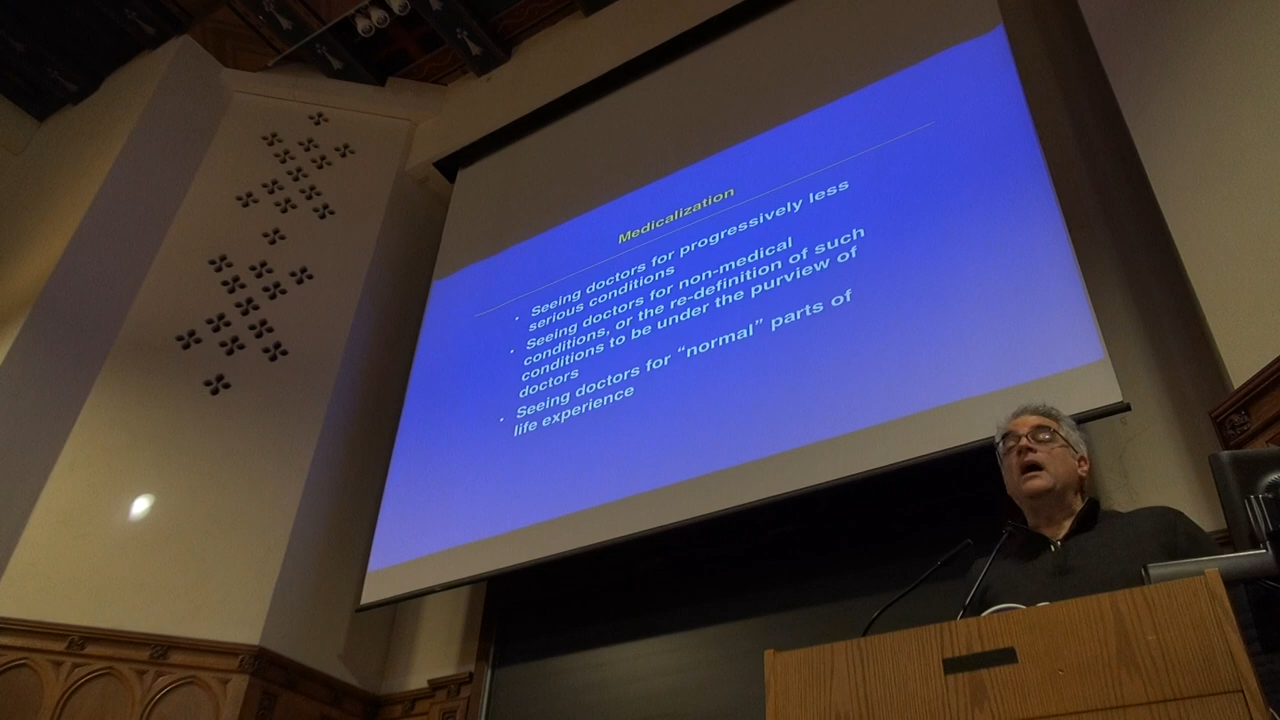 Medicalization
• Seeing doctors for progressively less
serious conditions
• Seeing doctors for non-medical
conditions, or the re-definition of such
conditions to be under the purview of
doctors
• Seeing doctors for “normal” parts of
life experience